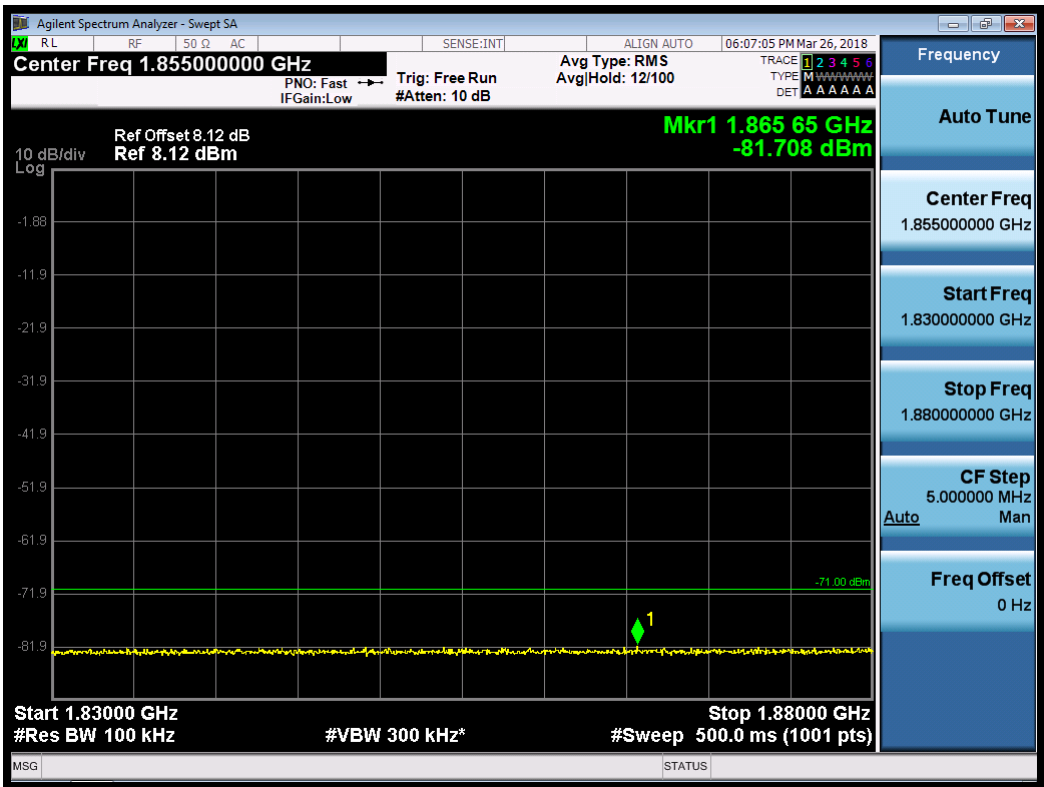 Agilent Spectrum Analyzer - Swept SA
LXI RL RF 50 Ω AC SENSE:INT ALIGN AUTO 06:07:05 PM Mar 26, 2018
Center Freq 1.855000000 GHz
PNO: Fast
IFGain:Low
Trig: Free Run
#Atten: 10 dB
Avg Type: RMS
Avg|Hold: 12/100
TRACE 1 2 3 4 5 6
TYPE M W W W W W
DET A A A A A A
Mkr1 1.865 65 GHz
-81.708 dBm
Ref Offset 8.12 dB
10 dB/div Ref 8.12 dBm
Log
-1.88
-11.9
-21.9
-31.9
-41.9
-51.9
-61.9
-71.00 dBm
-71.9
1
-81.9
Start 1.83000 GHz Stop 1.88000 GHz
#Res BW 100 kHz #VBW 300 kHz* #Sweep 500.0 ms (1001 pts)
MSG STATUS
Frequency
Auto Tune
Center Freq
1.855000000 GHz
Start Freq
1.830000000 GHz
Stop Freq
1.880000000 GHz
CF Step
5.000000 MHz
Auto Man
Freq Offset
0 Hz